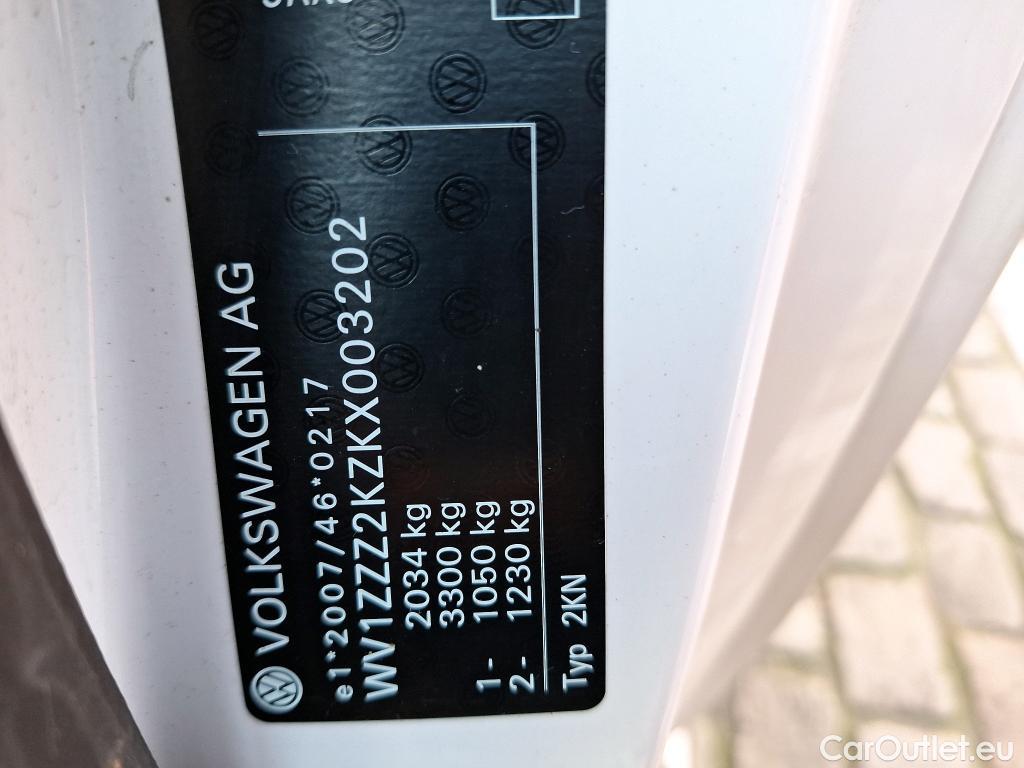 VOLKSWAGEN AG
e1*2007/46*0217
WV1ZZZ2KZKX003202
2034 kg
3300 kg
1- 1050 kg
2- 1230 kg
Typ 2KN
CarOutlet.eu